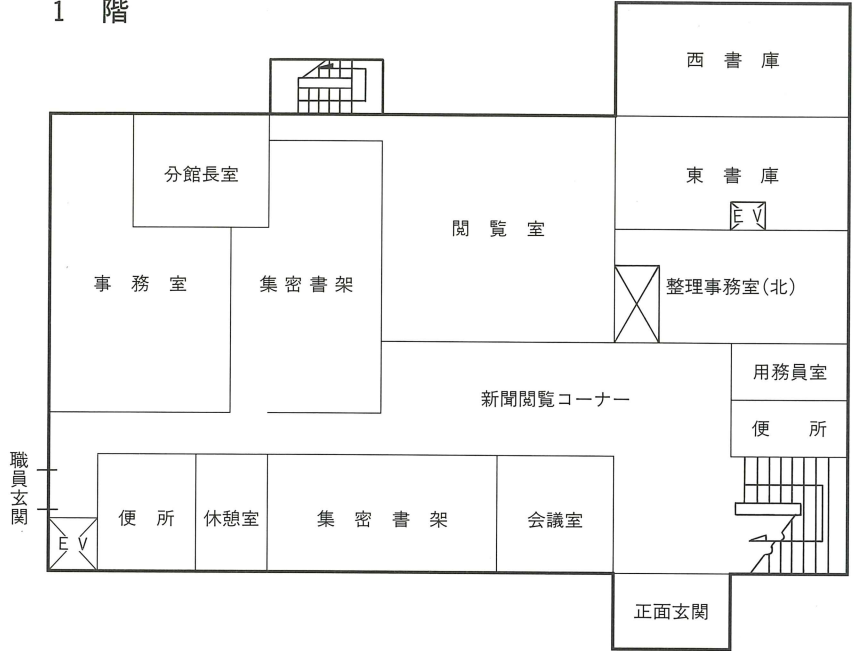 1 階
西書庫
分館長室
東書庫
EV
閲覧室
事務室
集密書架
整理事務室(北)
用務員室
新聞閲覧コーナー
便所
職員玄関
便所
休憩室
集密書架
会議室
EV
正面玄関